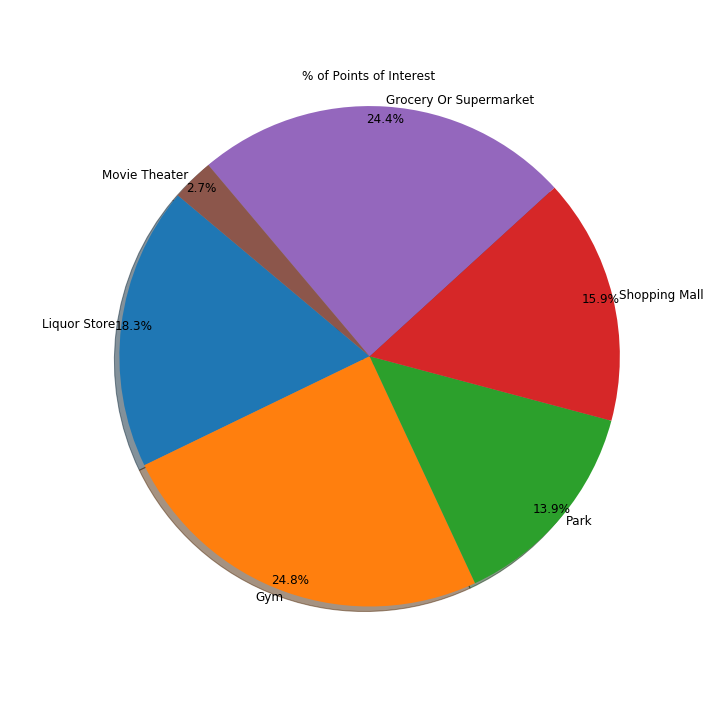 % of Points of Interest
Grocery Or Supermarket
24.4%
Movie Theater
2.7%
Shopping Mall
15.9%
Liquor Store
18.3%
Park
13.9%
Gym
24.8%